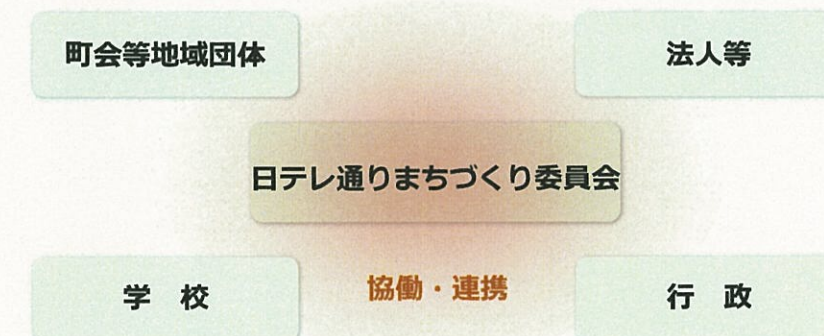 町会等地域団体
法人等
日テレ通りまちづくり委員会
学　校
協働・連携
行　政